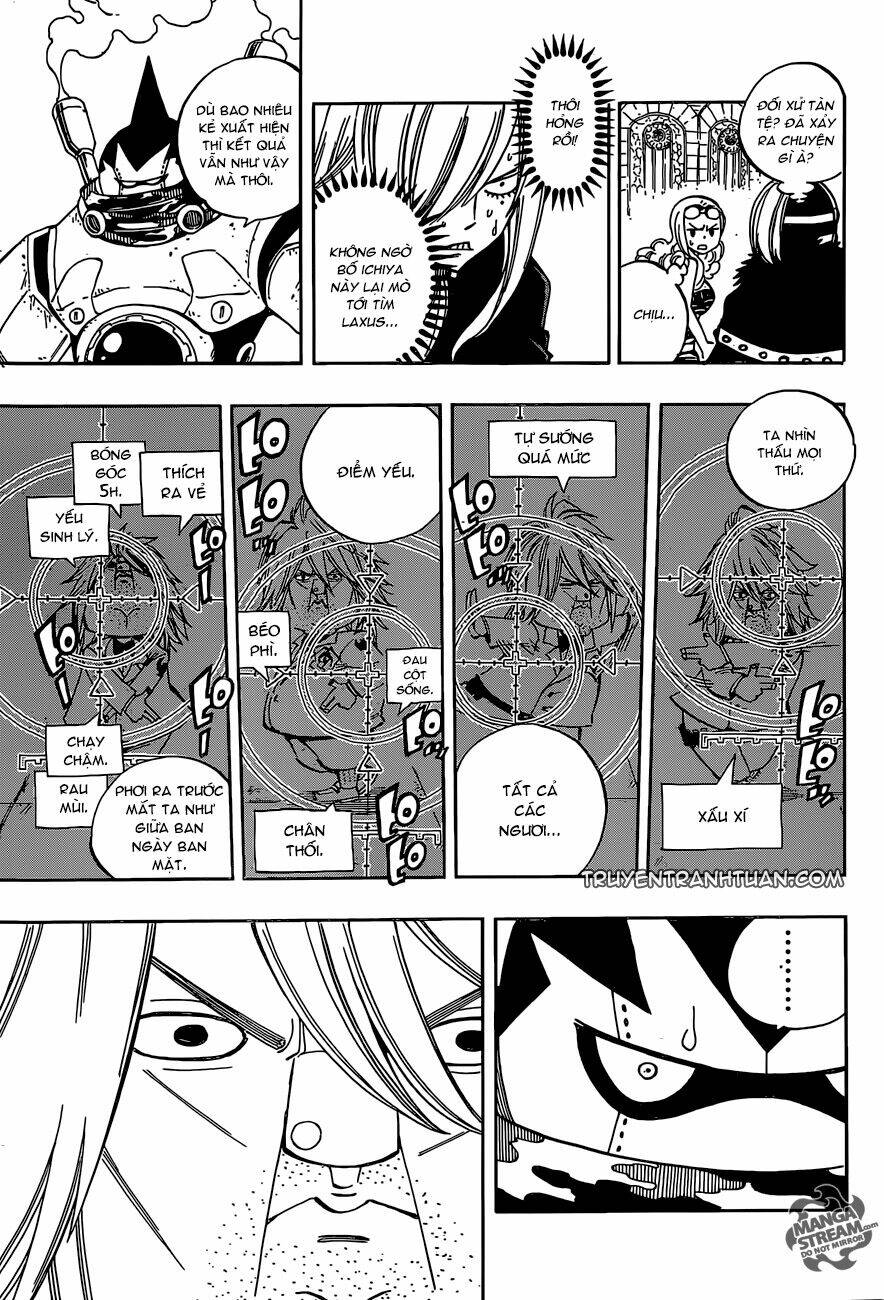 ĐỐI XỬ TÀN
TỆ? ĐÃ XẢY
RA CHUYỆN
GÌ À?
CHỊU...
THÔI
HỎNG
RỒI!
KHÔNG NGỜ
BỐ ICHIYA
NÀY LẠI MÒ
TỚI TÌM
LAXUS...
DÙ BAO NHIÊU
KẺ XUẤT HIỆN
THÌ KẾT QUẢ
VẪN NHƯ VẬY
MÀ THÔI.
TA NHÌN
THẤU MỌI
THỨ.
XẤU XÍ
TỰ SƯỚNG
QUÁ MỨC
TẤT CẢ
CÁC
NGƯƠI...
ĐIỂM YẾU.
BÉO
PHÌ.
ĐAU
CỘT
SỐNG.
CHÂN
THỐI.
THÍCH
RA VẺ
BÓNG
GÓC
5H.
YẾU
SINH LÝ.
CHẠY
CHẬM.
RAU
MÙI.
PHƠI RA TRƯỚC
MẮT TA NHƯ
GIỮA BAN
NGÀY BAN
MẶT.
TRUYENTRANHTUAN.COM
.......
MANGA
STREAM.COM
DO NOT MIRROR!